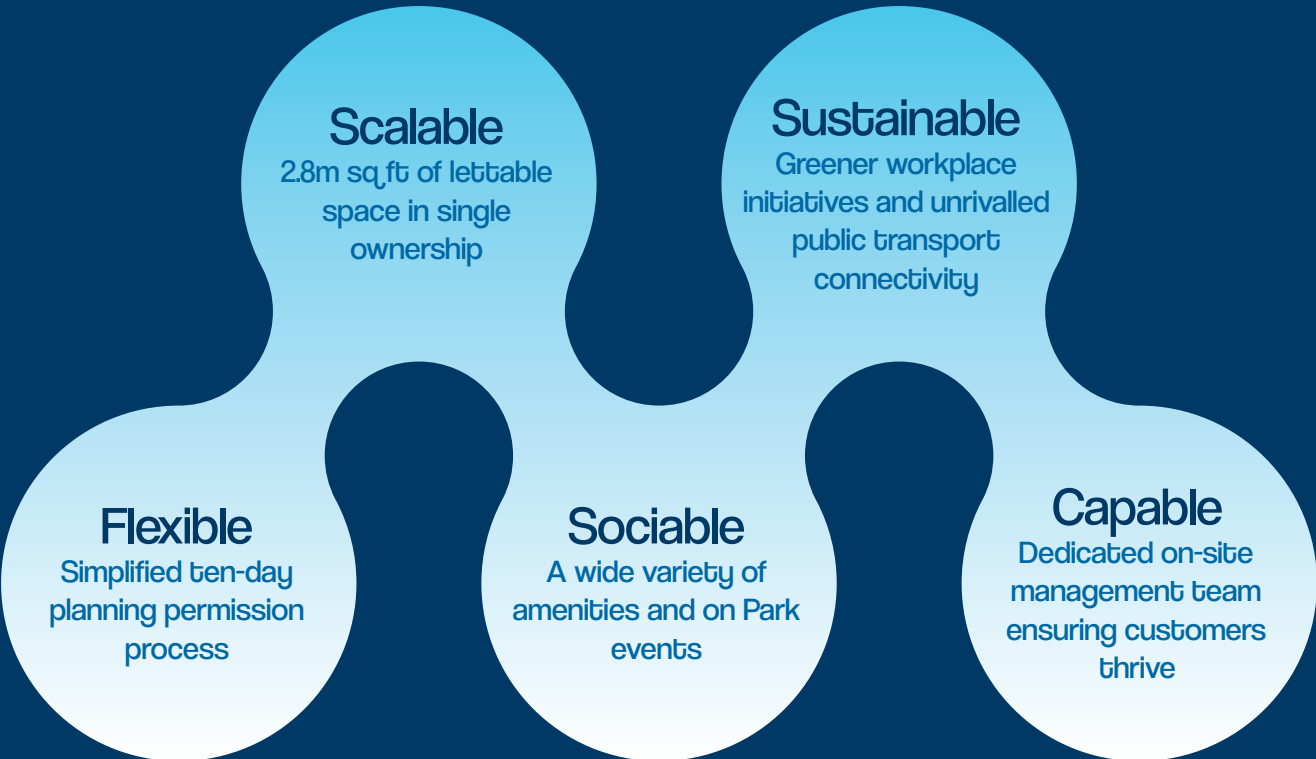 Scalable
2.8m sq ft of lettable
space in single
ownership
Sustainable
Greener workplace
initiatives and unrivalled
public transport
connectivity
Flexible
Simplified ten-day
planning permission
process
Sociable
A wide variety of
amenities and on Park
events
Capable
Dedicated on-site
management team
ensuring customers
thrive